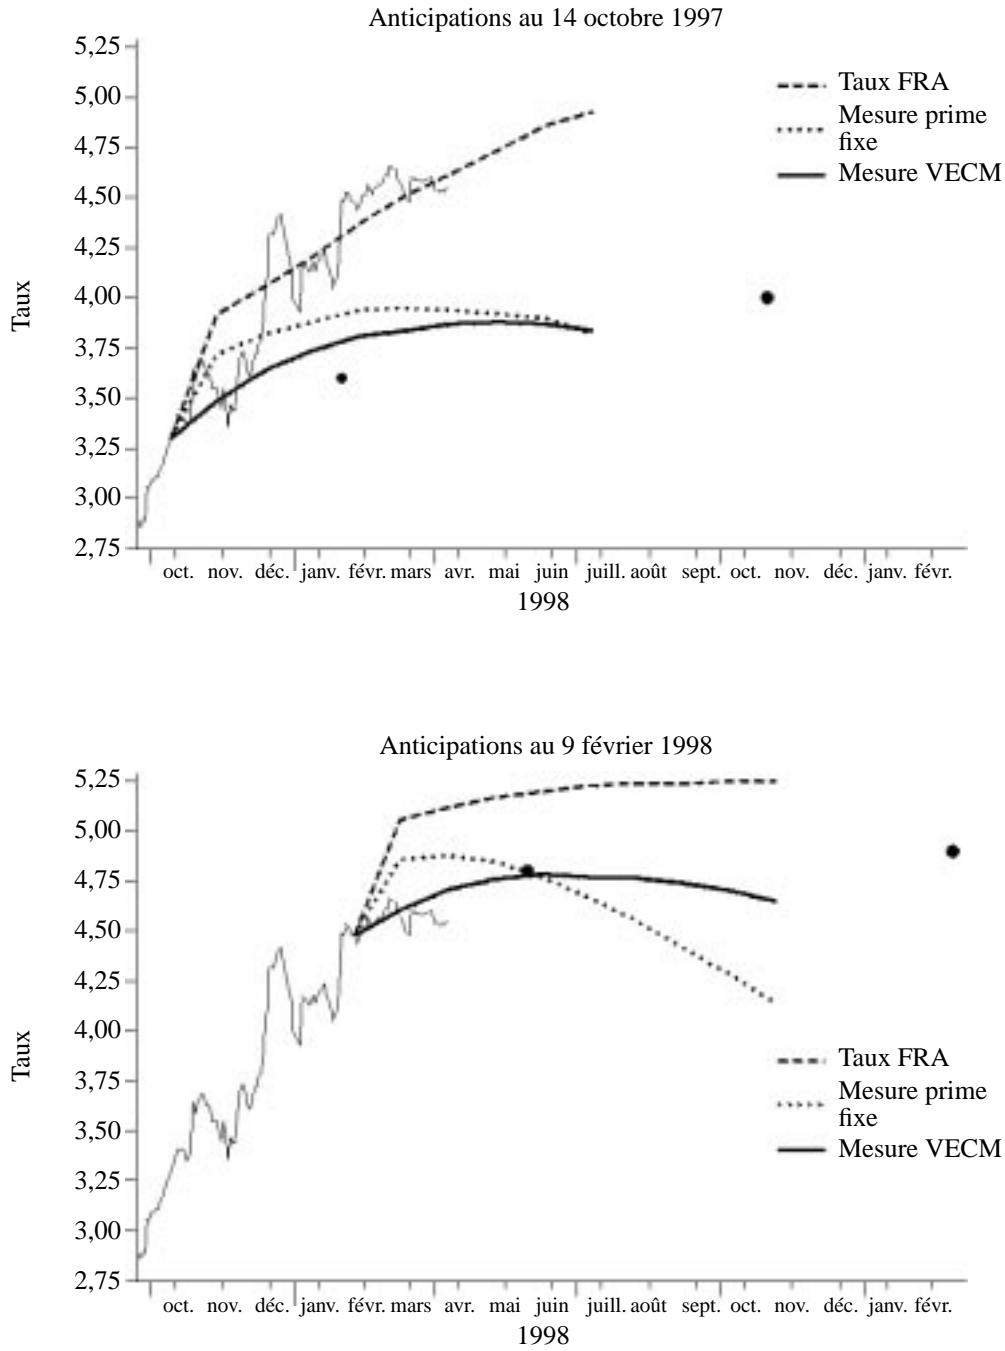 Anticipations au 14 octobre 1997
5,25
5,00
4,75
4,50
4,25
4,00
3,75
3,50
3,25
3,00
2,75
Taux
Taux FRA
Mesure prime
fixe
Mesure VECM
oct. nov. déc. janv. févr. mars avr. mai juin juill. août sept. oct. nov. déc. janv. févr.
1998
Anticipations au 9 février 1998
5,25
5,00
4,75
4,50
4,25
4,00
3,75
3,50
3,25
3,00
2,75
Taux
Taux FRA
Mesure prime
fixe
Mesure VECM
oct. nov. déc. janv. févr. mars avr. mai juin juill. août sept. oct. nov. déc. janv. févr.
1998